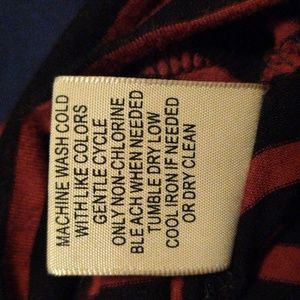 MACHINE WASH COLD
WITH LIKE COLORS
GENTLE CYCLE
ONLY NON-CHLORINE
BLEACH WHEN NEEDED
TUMBLE DRY LOW
COOL IRON IF NEEDED
OR DRY CLEAN